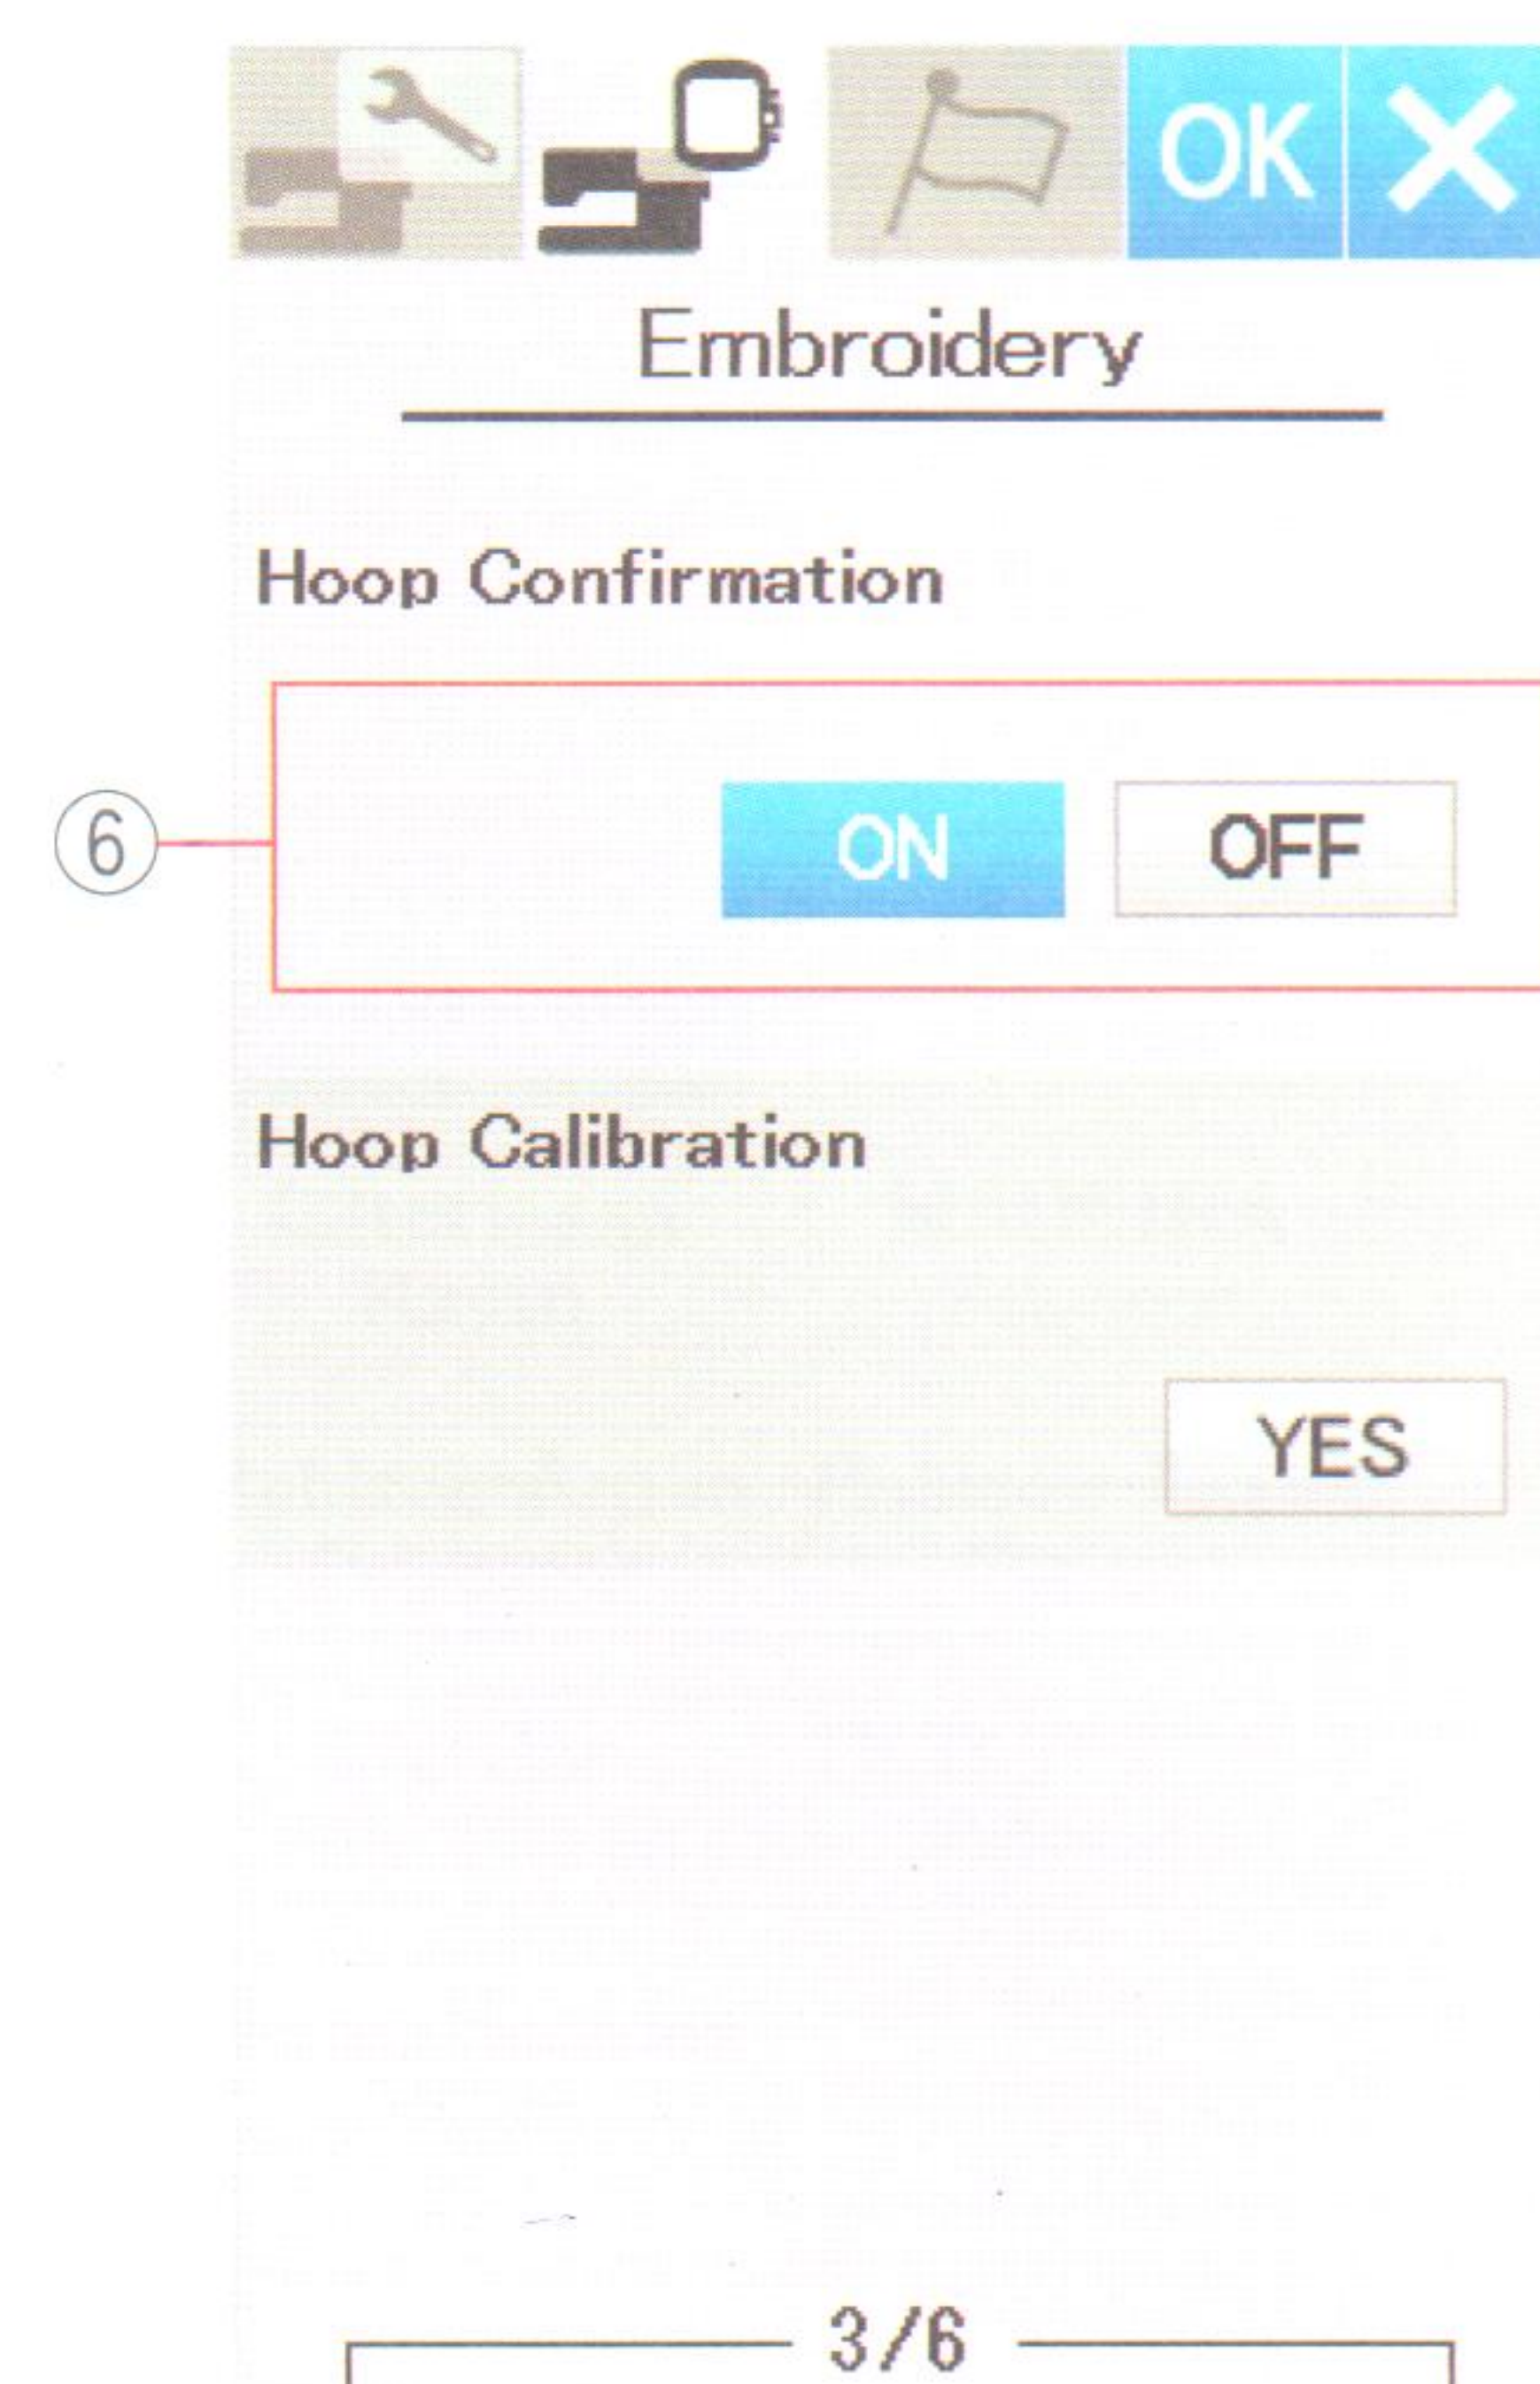 OK ×
Embroidery
Hoop Confirmation
⑥ ON OFF
Hoop Calibration
YES
3/6